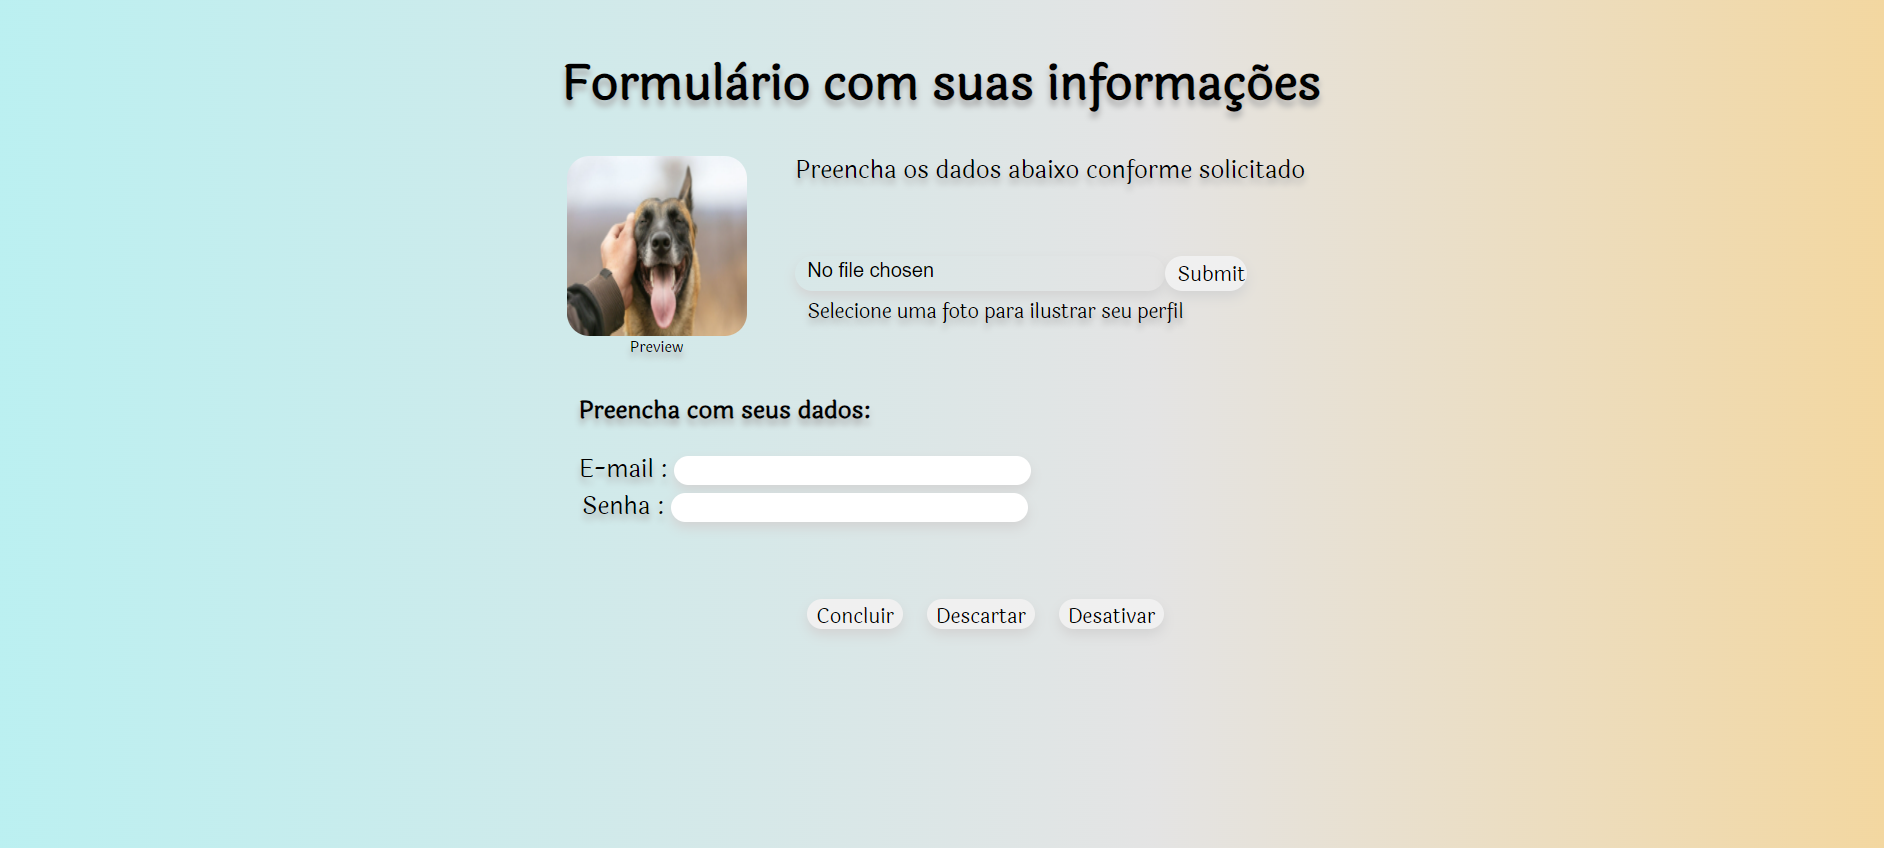 Formulário com suas informações
Preencha os dados abaixo conforme solicitado
No file chosen
Submit
Selecione uma foto para ilustrar seu perfil
Preview
Preencha com seus dados:
E-mail :
Senha :
Concluir Descartar Desativar